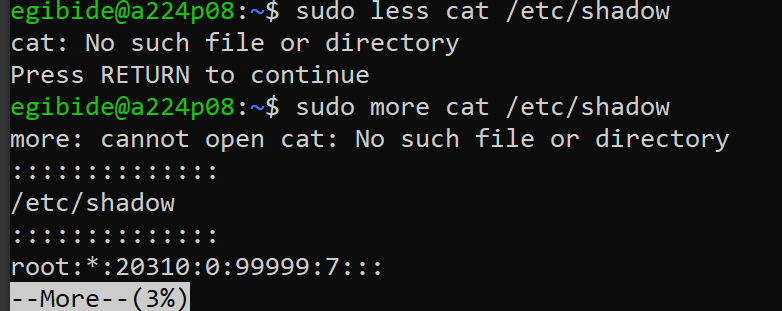 egibide@a224p08:~$ sudo less cat /etc/shadow
cat: No such file or directory
Press RETURN to continue
egibide@a224p08:~$ sudo more cat /etc/shadow
more: cannot open cat: No such file or directory
::::::::::::::
/etc/shadow
::::::::::::::
root:*:20310:0:99999:7:::
--More--(3%)